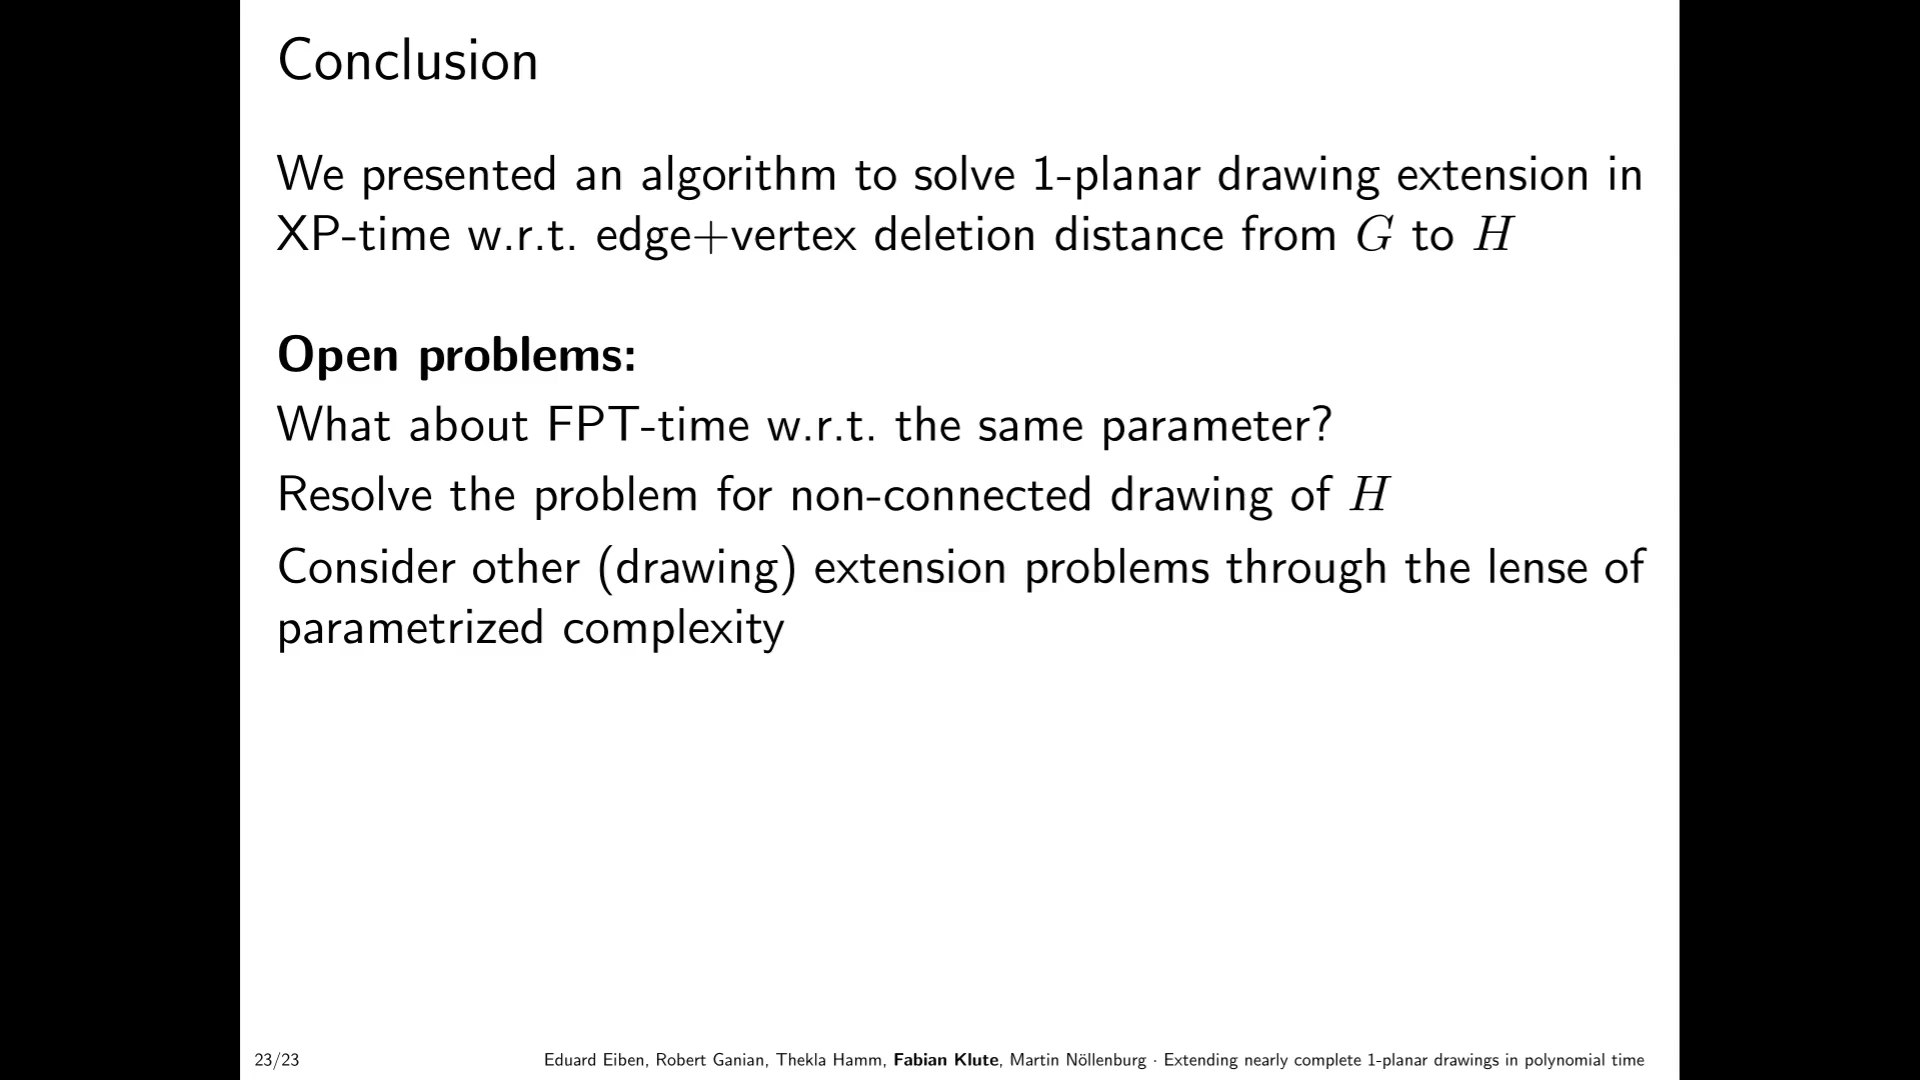 Conclusion
We presented an algorithm to solve 1-planar drawing extension in
XP-time w.r.t. edge+vertex deletion distance from G to H
Open problems:
What about FPT-time w.r.t. the same parameter?
Resolve the problem for non-connected drawing of H
Consider other (drawing) extension problems through the lense of
parametrized complexity
23/23
Eduard Eiben, Robert Ganian, Thekla Hamm, Fabian Klute, Martin Nöllenburg · Extending nearly complete 1-planar drawings in polynomial time